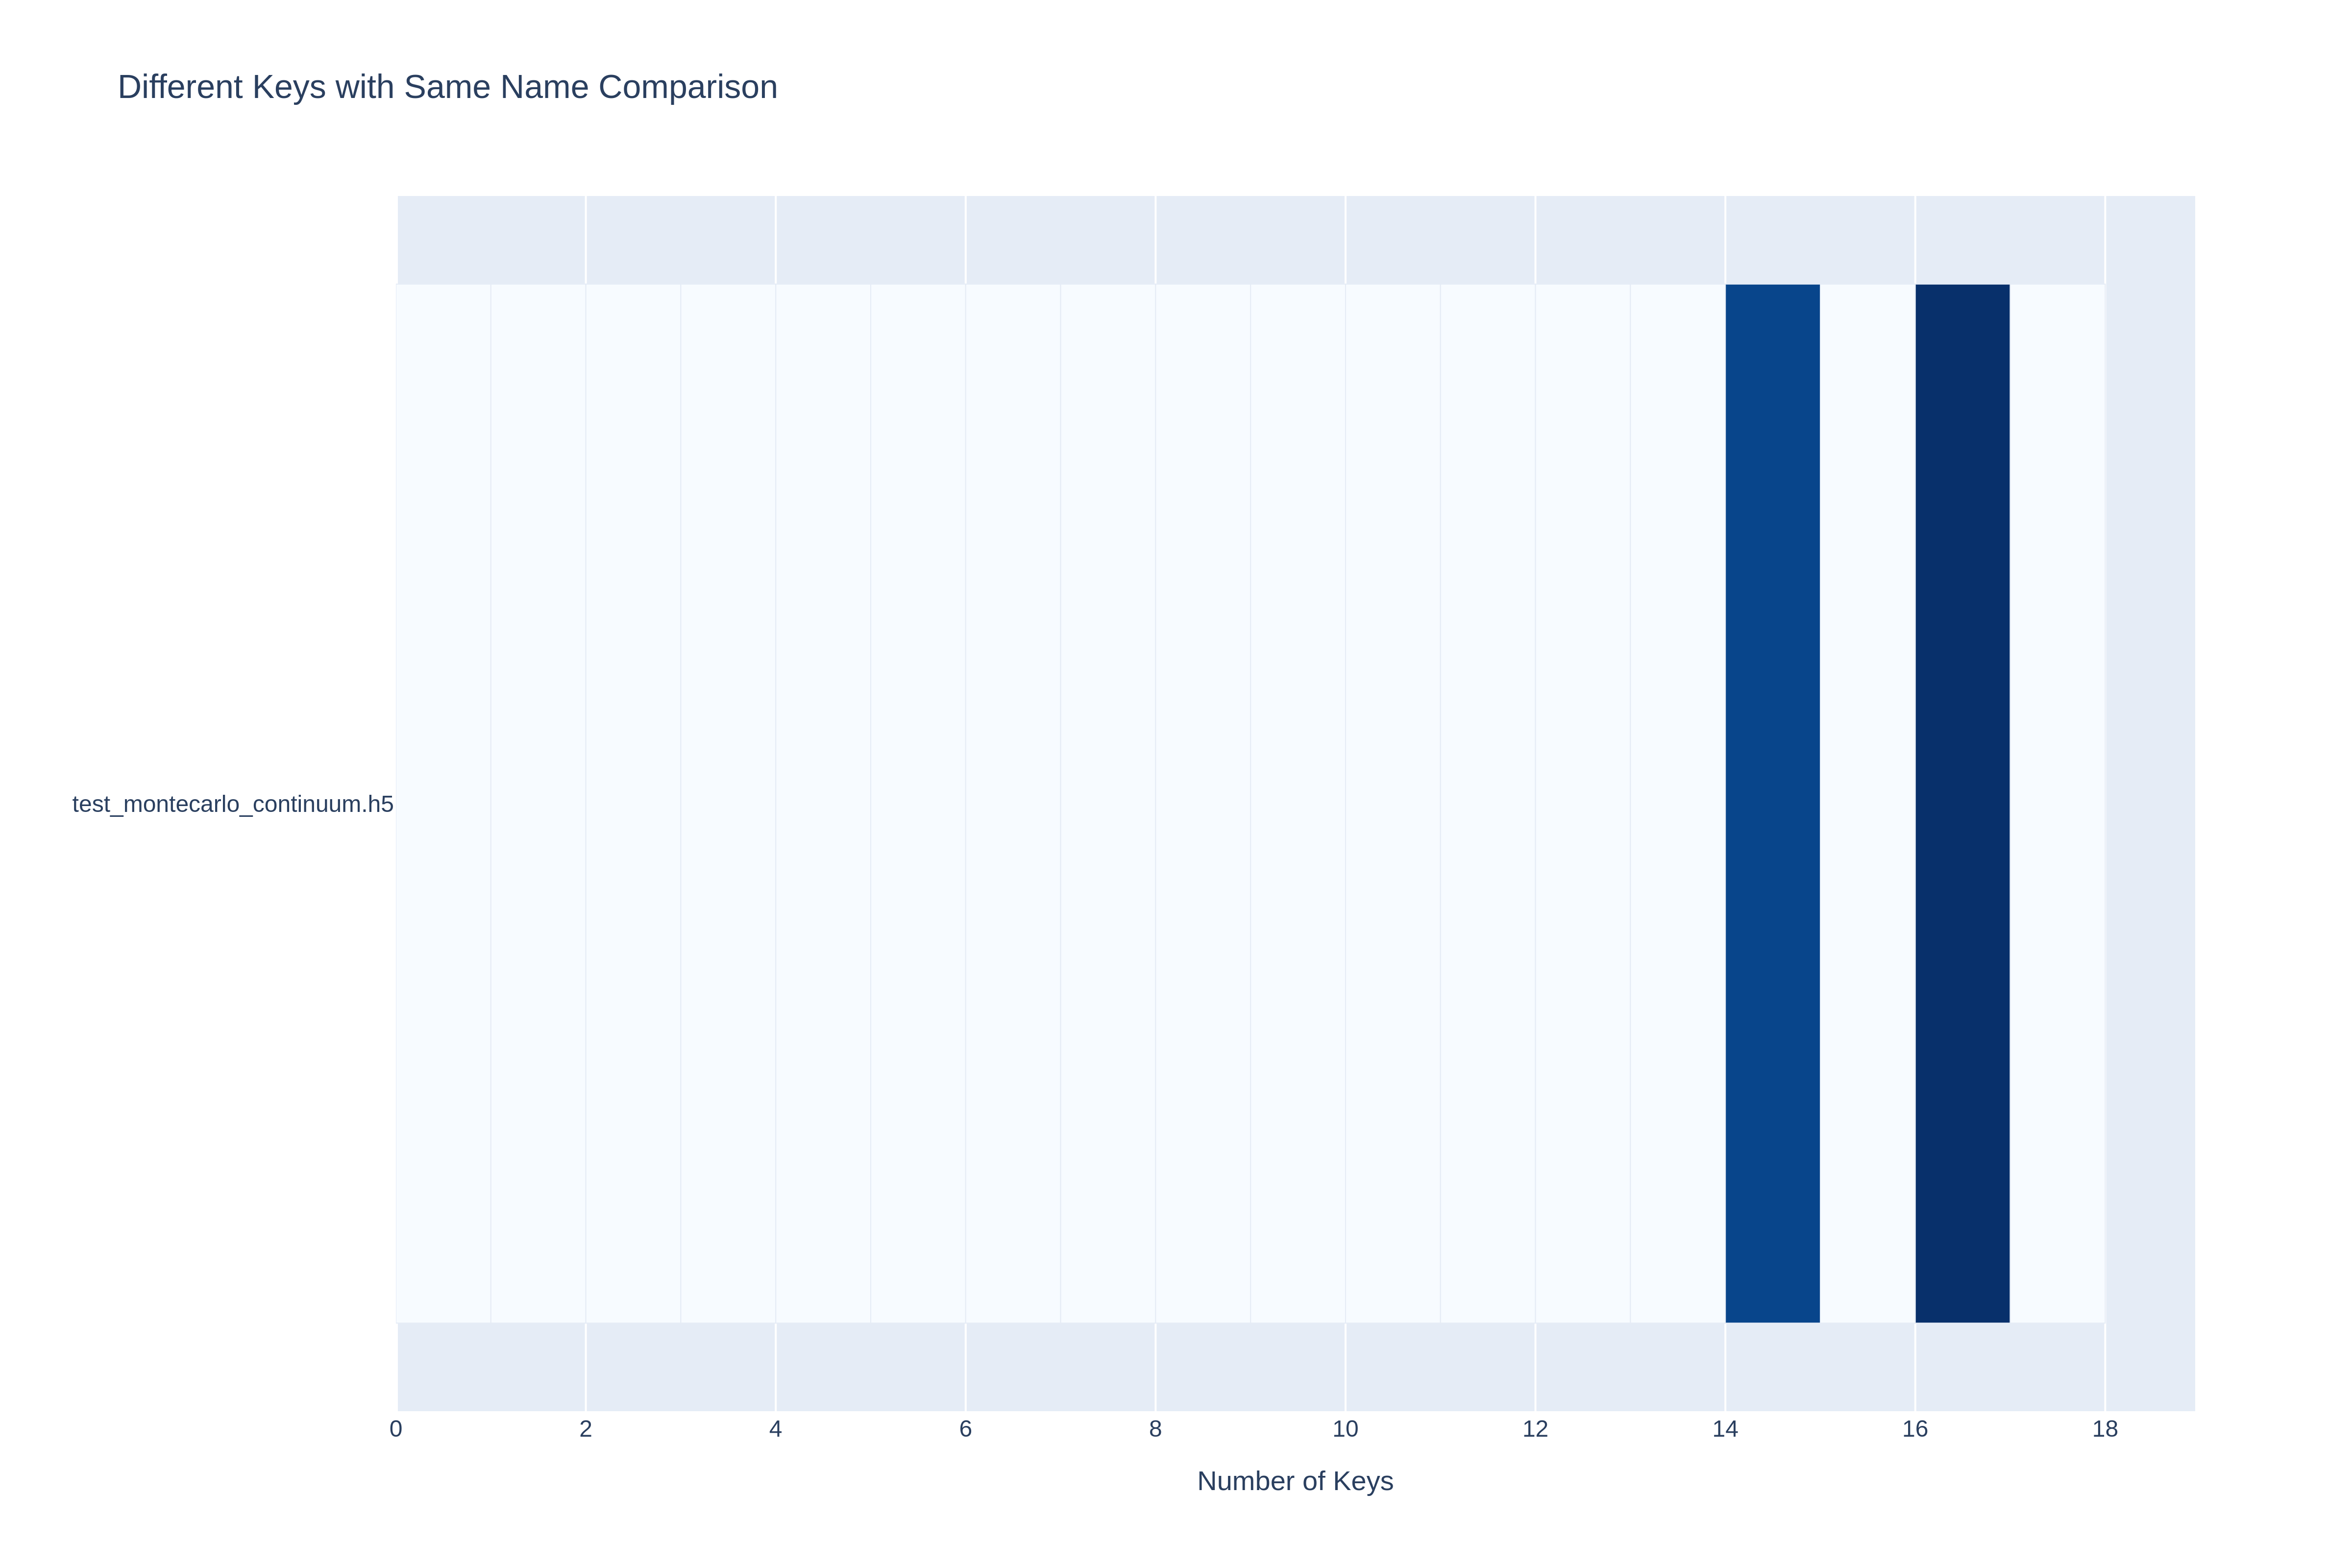 Different Keys with Same Name Comparison
test_montecarlo_continuum.h5
0 2 4 6 8 10 12 14 16 18
Number of Keys